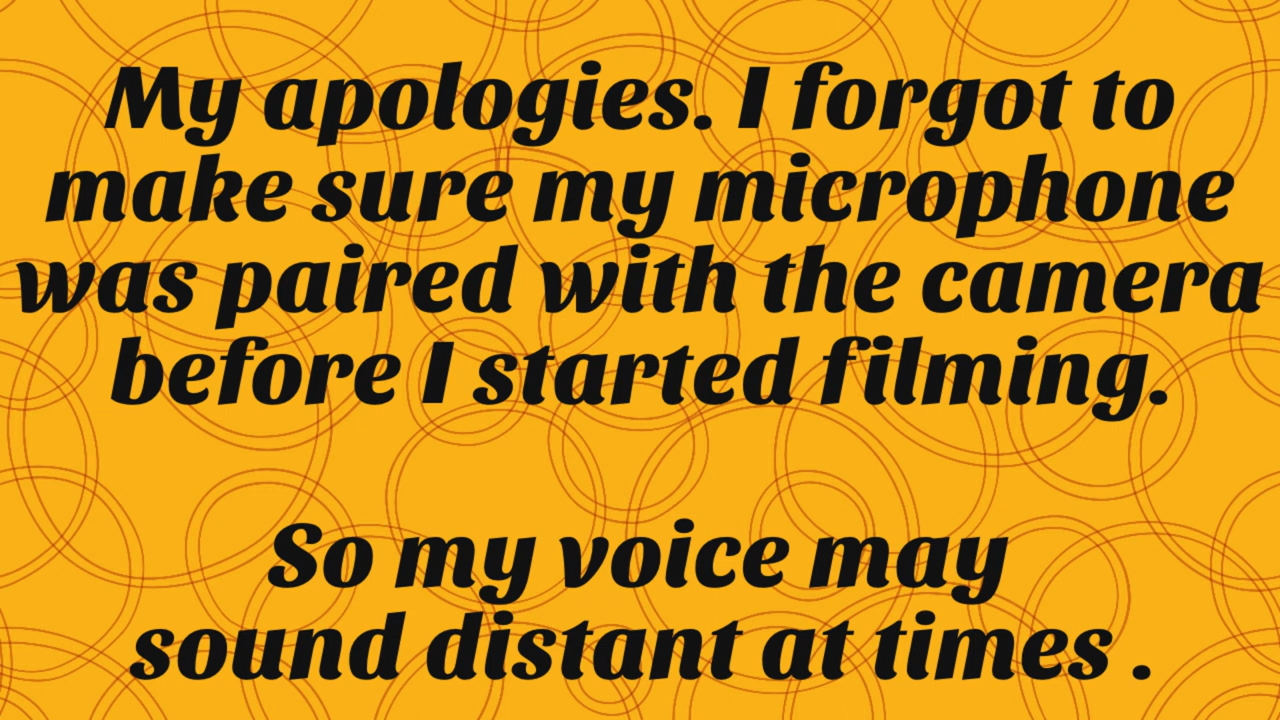 My apologies. I forgot to
make sure my microphone
was paired with the camera
before I started filming.
So my voice may
sound distant at times .